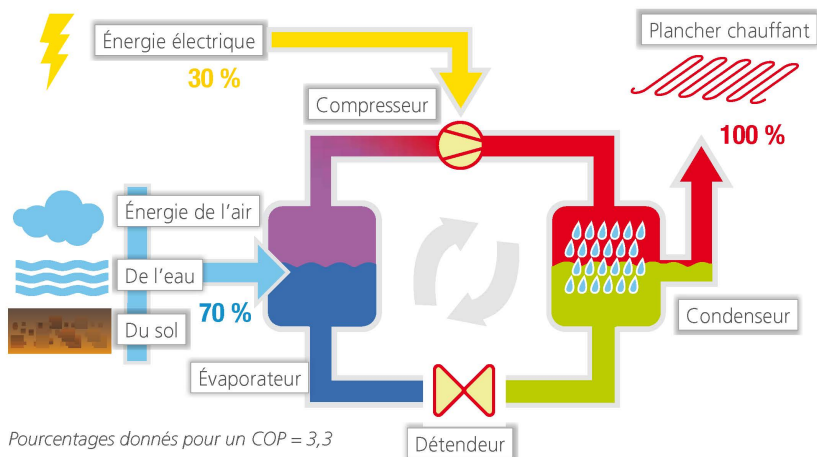 Énergie électrique
30 %
Plancher chauffant
100 %
Compresseur
Énergie de l'air
De l'eau
70 %
Du sol
Condenseur
Évaporateur
Détendeur
Pourcentages donnés pour un COP = 3,3